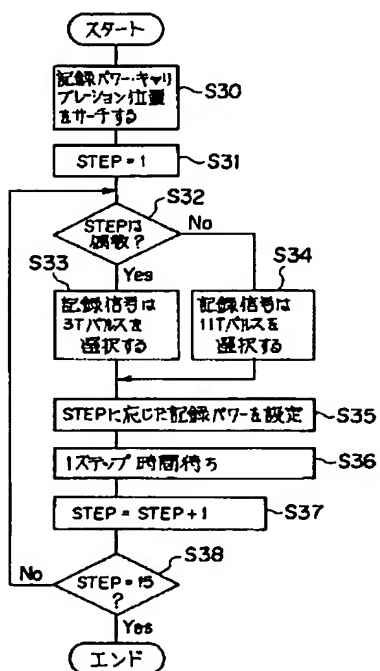 スタート
記録パワー・キャリ
ブレーション位置
をサーチする
S30
STEP=1
S31
S32
STEPは
偶数?
No
S33
Yes
S34
記録信号は
3Tパルスを
選択する
記録信号は
11Tパルスを
選択する
STEPに応じた記録パワーを設定
S35
1ステップ時間待ち
S36
STEP=STEP+1
S37
S38
No
STEP=15
?
Yes
エンド